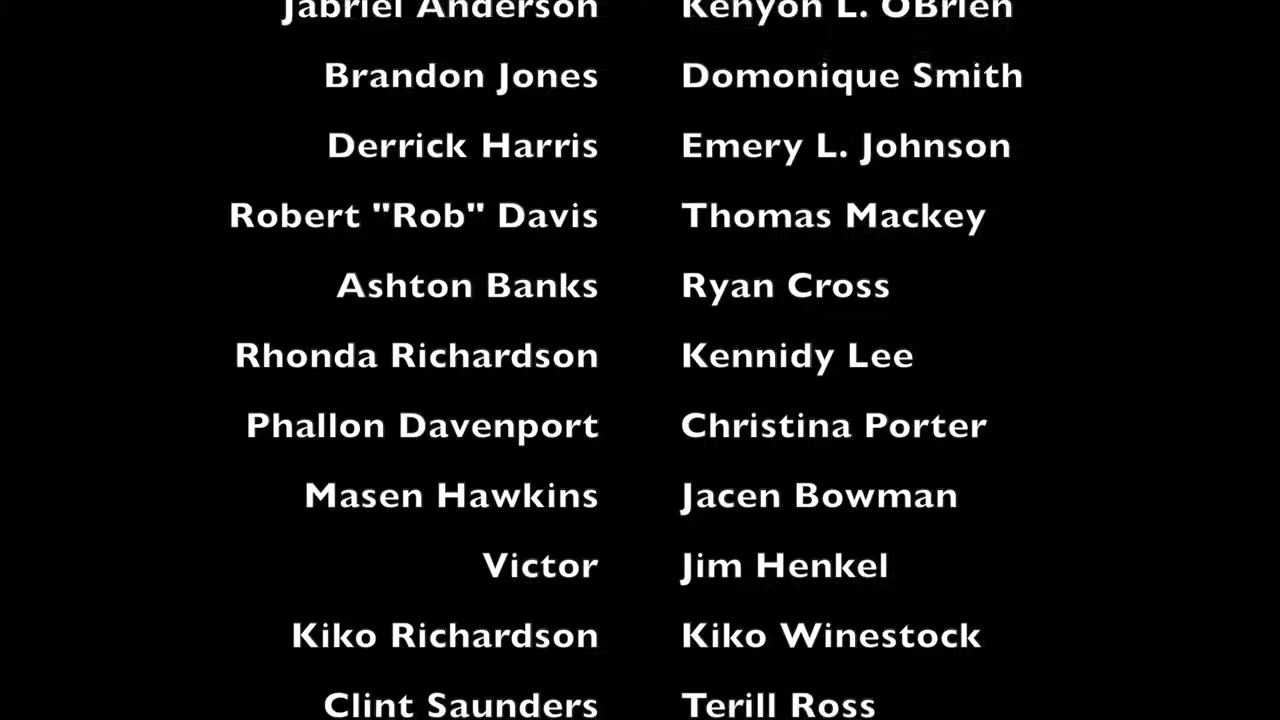 Jabriel Anderson Kenyon L. OBrien
Brandon Jones Domonique Smith
Derrick Harris Emery L. Johnson
Robert "Rob" Davis Thomas Mackey
Ashton Banks Ryan Cross
Rhonda Richardson Kennidy Lee
Phallon Davenport Christina Porter
Masen Hawkins Jacen Bowman
Victor Jim Henkel
Kiko Richardson Kiko Winestock
Clint Saunders Terill Ross